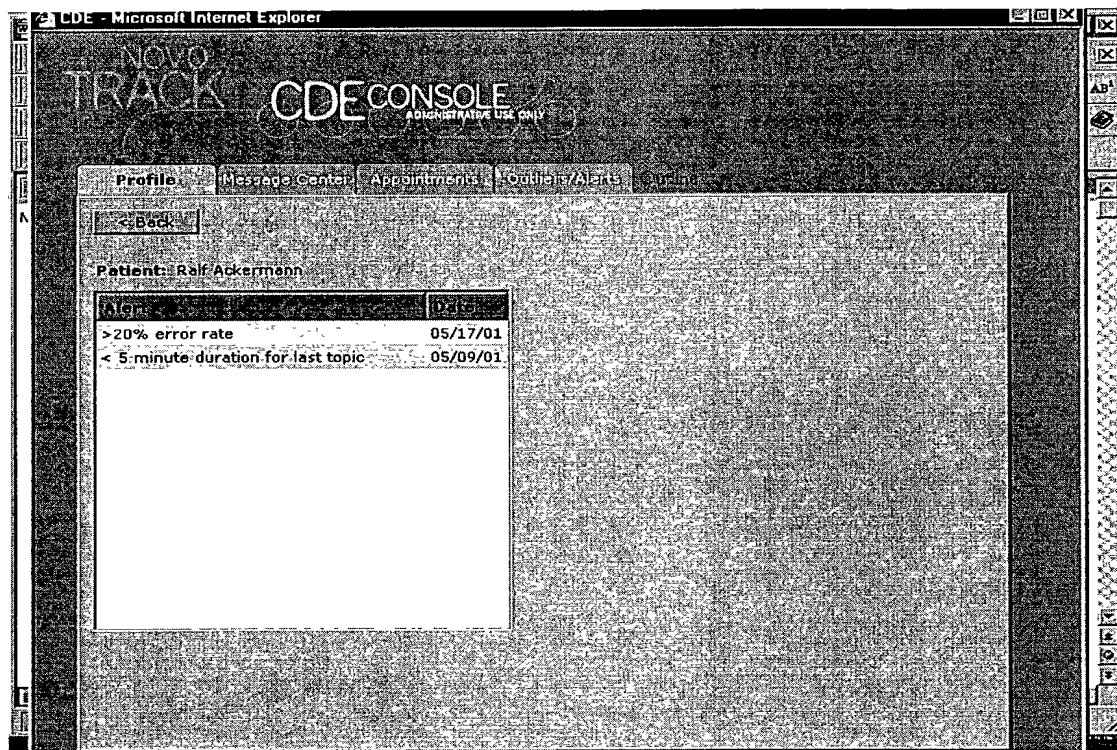 CDE - Microsoft Internet Explorer
NOVO
TRACK
CDE CONSOLE
ADMINISTRATIVE USE ONLY
Profile Message Center Appointments Outliers/Alerts
< Back
Patient: Ralf Ackermann
Alert Date
>20% error rate 05/17/01
< 5 minute duration for last topic 05/09/01